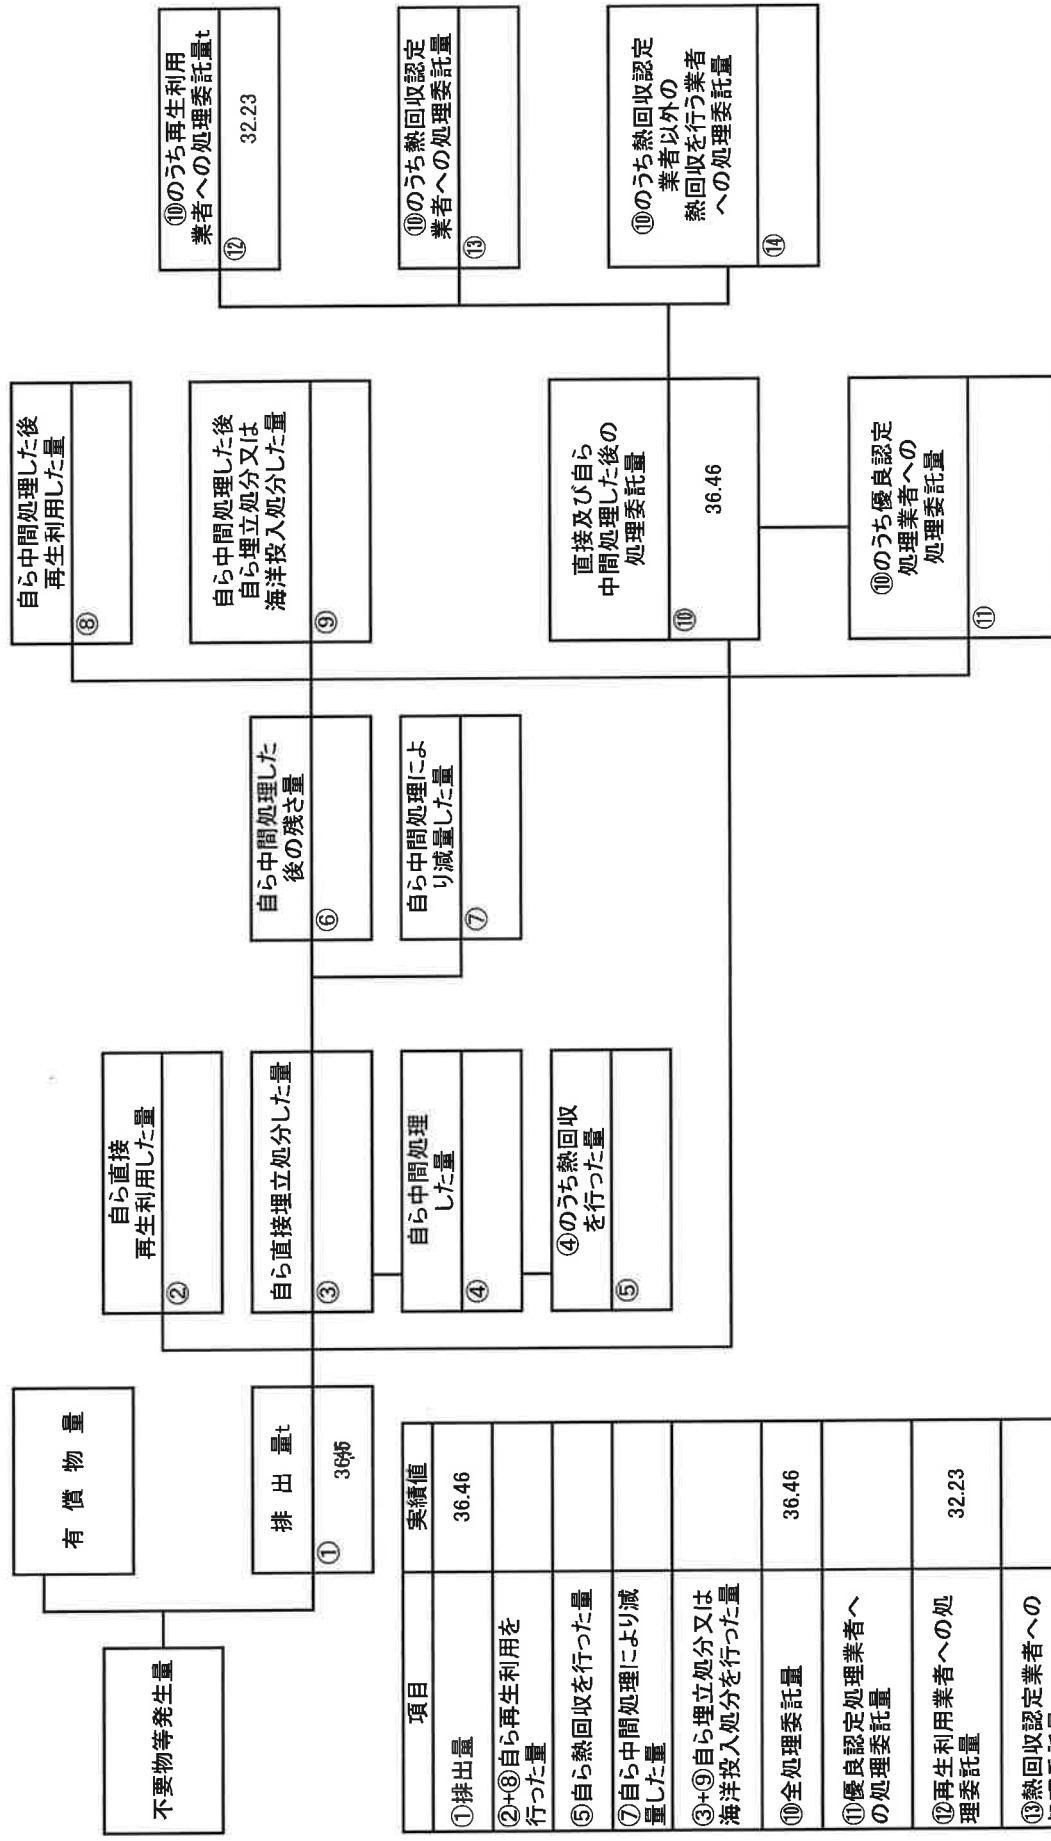 不要物等発生量
有 償 物 量
排 出 量t
①
自ら直接
再生利用した量
②
自ら直接埋立処分した量
③
自ら中間処理
した量
④
④のうち熱回収
を行った量
⑤
自ら中間処理した
後の残さ量
⑥
自ら中間処理によ
り減量した量
⑦
自ら中間処理した後
再生利用した量
⑧
自ら中間処理した後
自ら埋立処分又は
海洋投入処分した量
⑨
直接及び自ら
中間処理した後の
処理委託量
⑩
36.46
⑩のうち優良認定
処理業者への
処理委託量
⑪
⑩のうち再生利用
業者への処理委託量t
⑫
32.23
⑩のうち熱回収認定
業者への処理委託量
⑬
⑩のうち熱回収認定
業者以外の
熱回収を行う業者
への処理委託量
⑭
項目 実績値
①排出量 36.46
②+⑧自ら再生利用を
行った量
⑤自ら熱回収を行った量
⑦自ら中間処理により減
量した量
③+⑨自ら埋立処分又は
海洋投入処分を行った量
⑩全処理委託量 36.46
⑪優良認定処理業者へ
の処理委託量
⑫再生利用業者への処
理委託量 32.23
⑬熱回収認定業者への